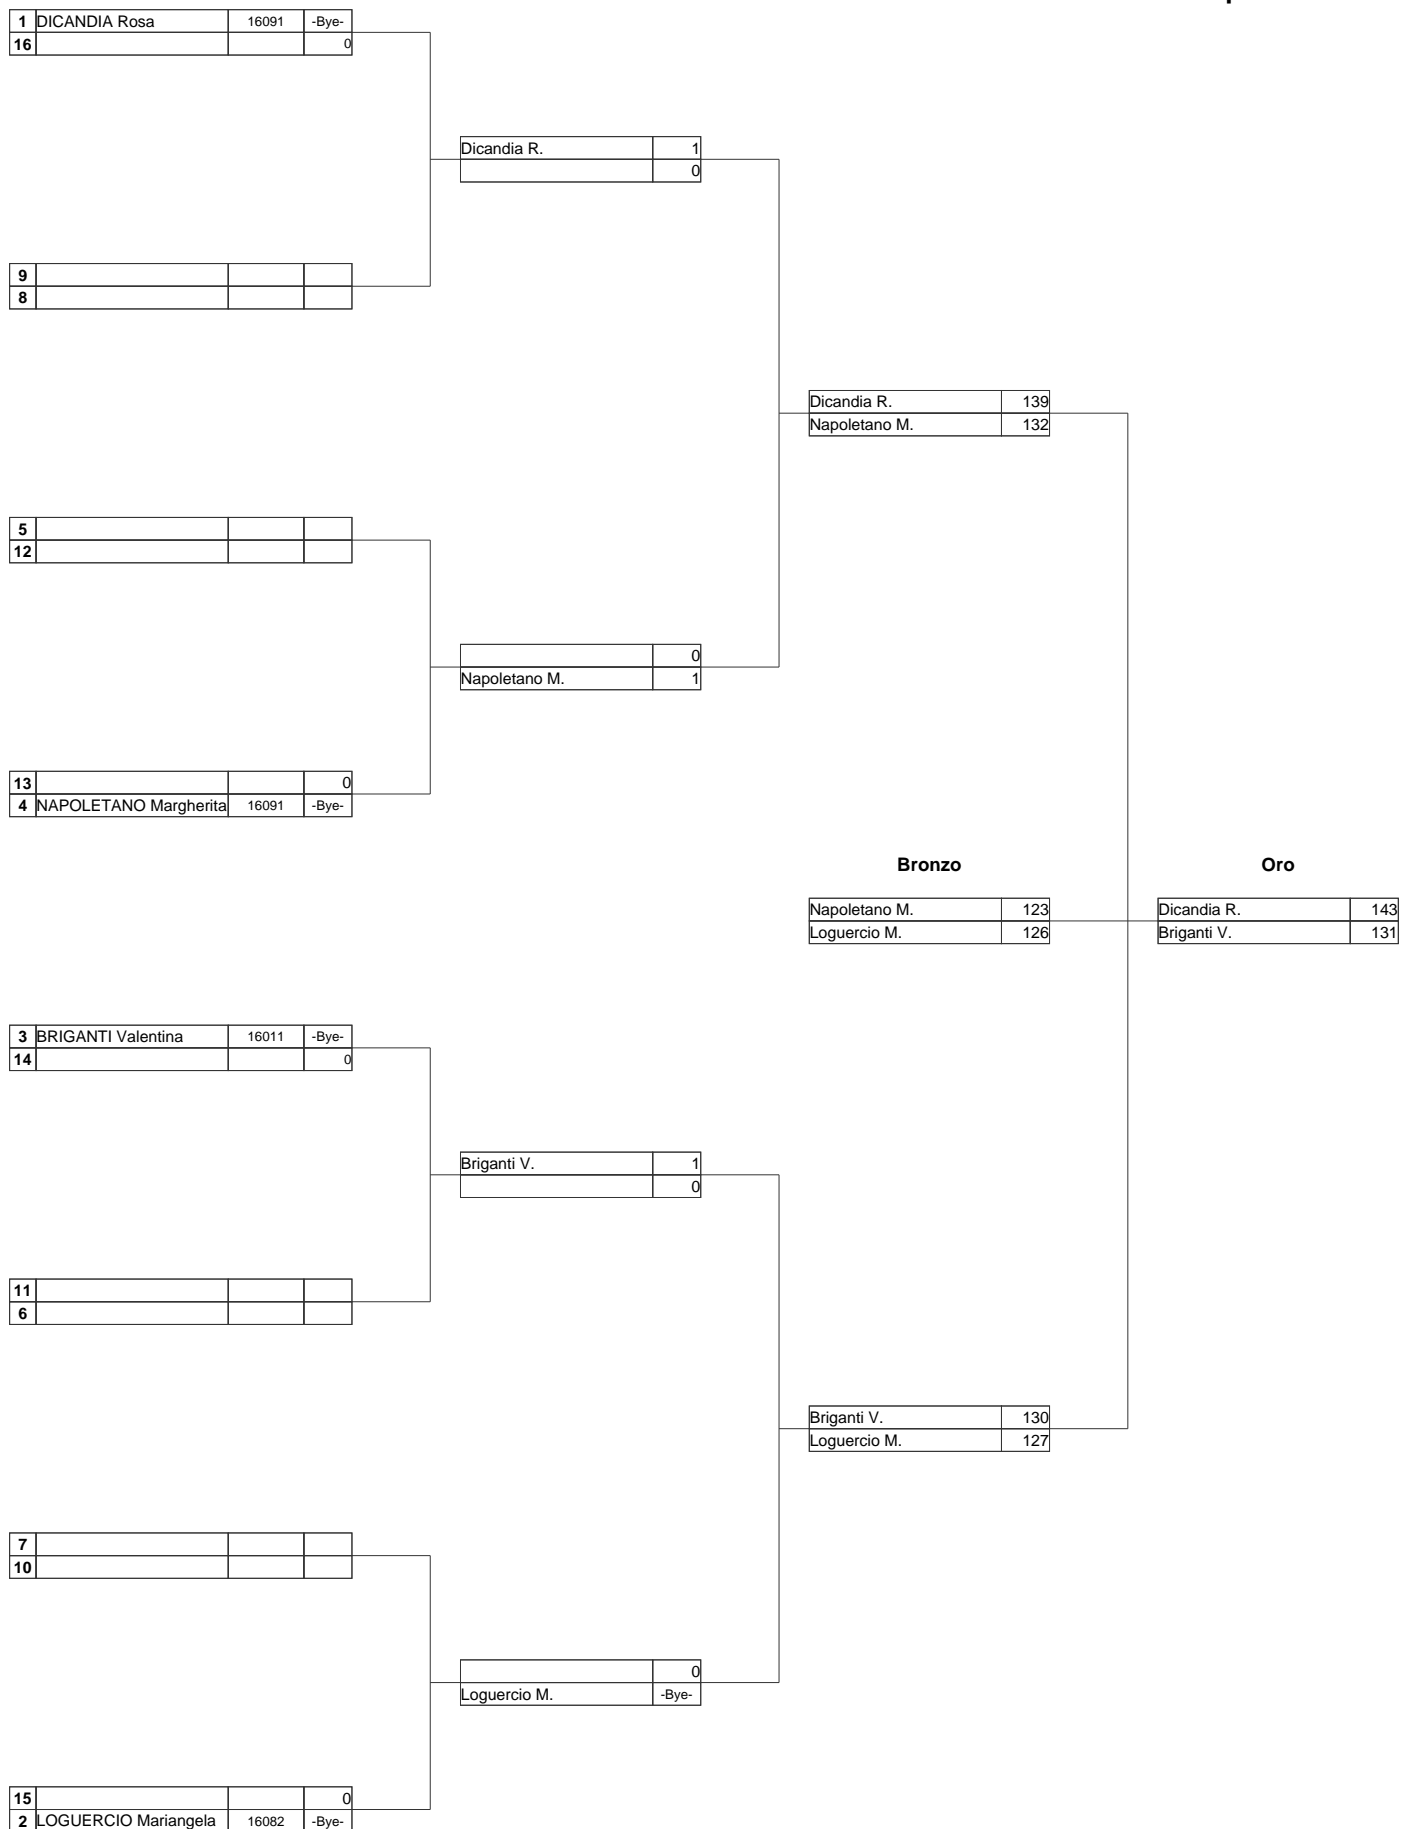 1 DICANDIA Rosa 16091 -Bye-
16 0
Dicandia R. 1
0
9
8
Dicandia R. 139
Napoletano M. 132
5
12
0
Napoletano M. 1
13 0
4 NAPOLETANO Margherita 16091 -Bye-
Bronzo Oro
Napoletano M. 123 Dicandia R. 143
Loguercio M. 126 Briganti V. 131
3 BRIGANTI Valentina 16011 -Bye-
14 0
Briganti V. 1
0
11
6
Briganti V. 130
Loguercio M. 127
7
10
0
Loguercio M. -Bye-
15 0
2 LOGUERCIO Mariangela 16082 -Bye-